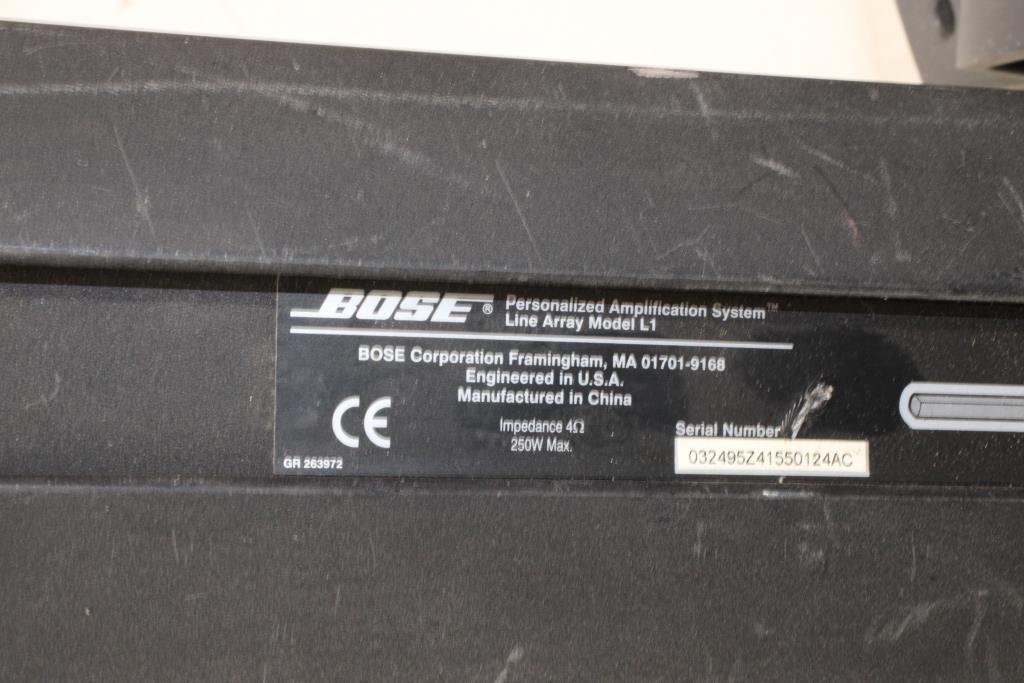 BOSE ® Personalized Amplification System™
Line Array Model L1
BOSE Corporation Framingham, MA 01701-9168
Engineered in U.S.A.
Manufactured in China
CE
Impedance 4Ω
250W Max.
Serial Number
032495Z41550124AC
GR 263972